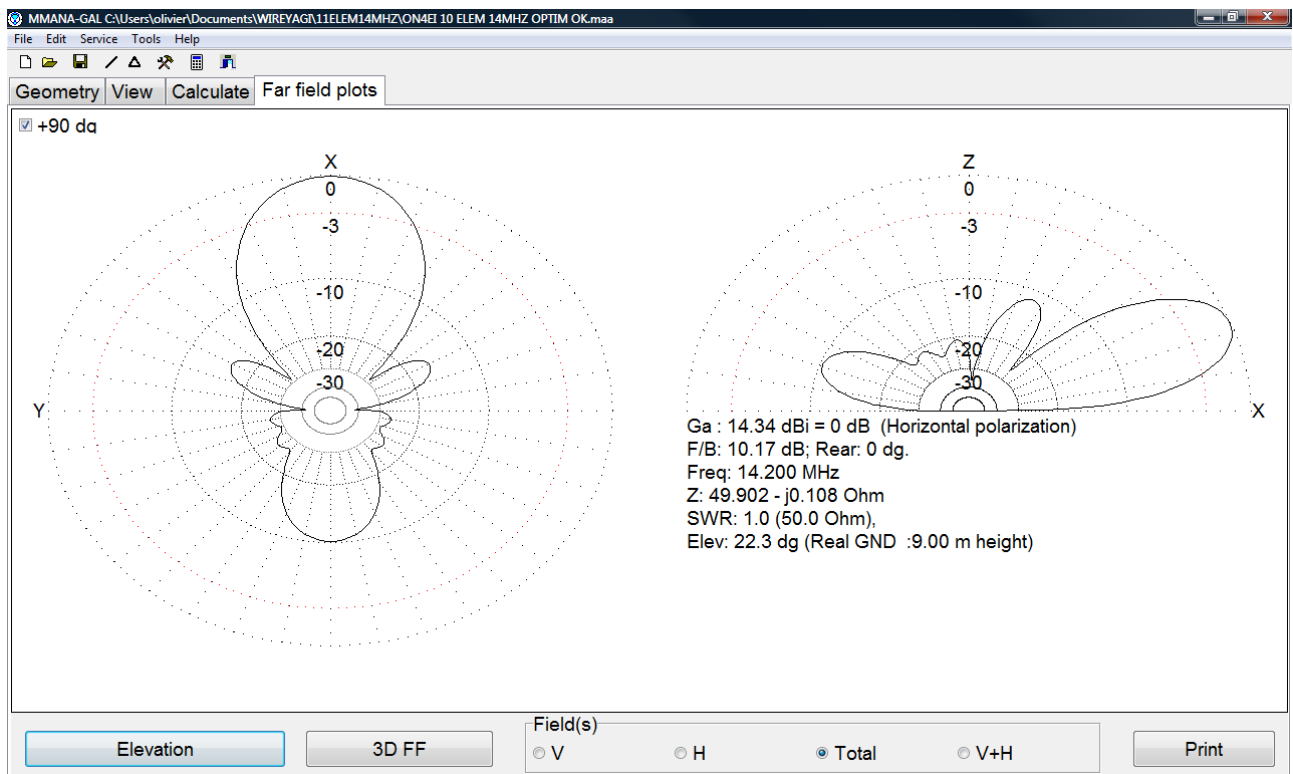 MMANA-GAL C:\Users\olivier\Documents\WIREYAGI\11ELEM14MHZ\ON4EI 10 ELEM 14MHZ OPTIM OK.maa
File Edit Service Tools Help
Geometry View Calculate Far field plots
+90 dg
X
0
-3
-10
-20
-30
Y
Z
0
-3
-10
-20
-30
X
Ga : 14.34 dBi = 0 dB (Horizontal polarization)
F/B: 10.17 dB; Rear: 0 dg.
Freq: 14.200 MHz
Z: 49.902 - j0.108 Ohm
SWR: 1.0 (50.0 Ohm),
Elev: 22.3 dg (Real GND :9.00 m height)
Elevation
3D FF
Field(s)
V H Total V+H
Print